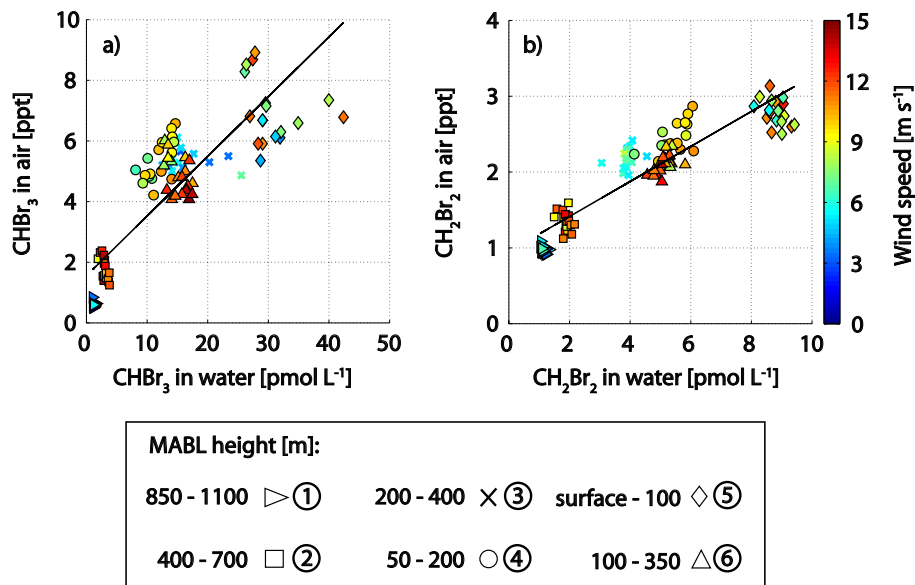 a)
10
8
6
4
2
0
CHBr₃ in air [ppt]
0 10 20 30 40 50
CHBr₃ in water [pmol L⁻¹]
b)
4
3
2
1
0
CH₂Br₂ in air [ppt]
0 2 4 6 8 10
CH₂Br₂ in water [pmol L⁻¹]
15
12
9
6
3
0
Wind speed [m s⁻¹]
MABL height [m]:
850 - 1100 ▷ ① 200 - 400 × ③ surface - 100 ◇ ⑤
400 - 700 □ ② 50 - 200 ○ ④ 100 - 350 △ ⑥